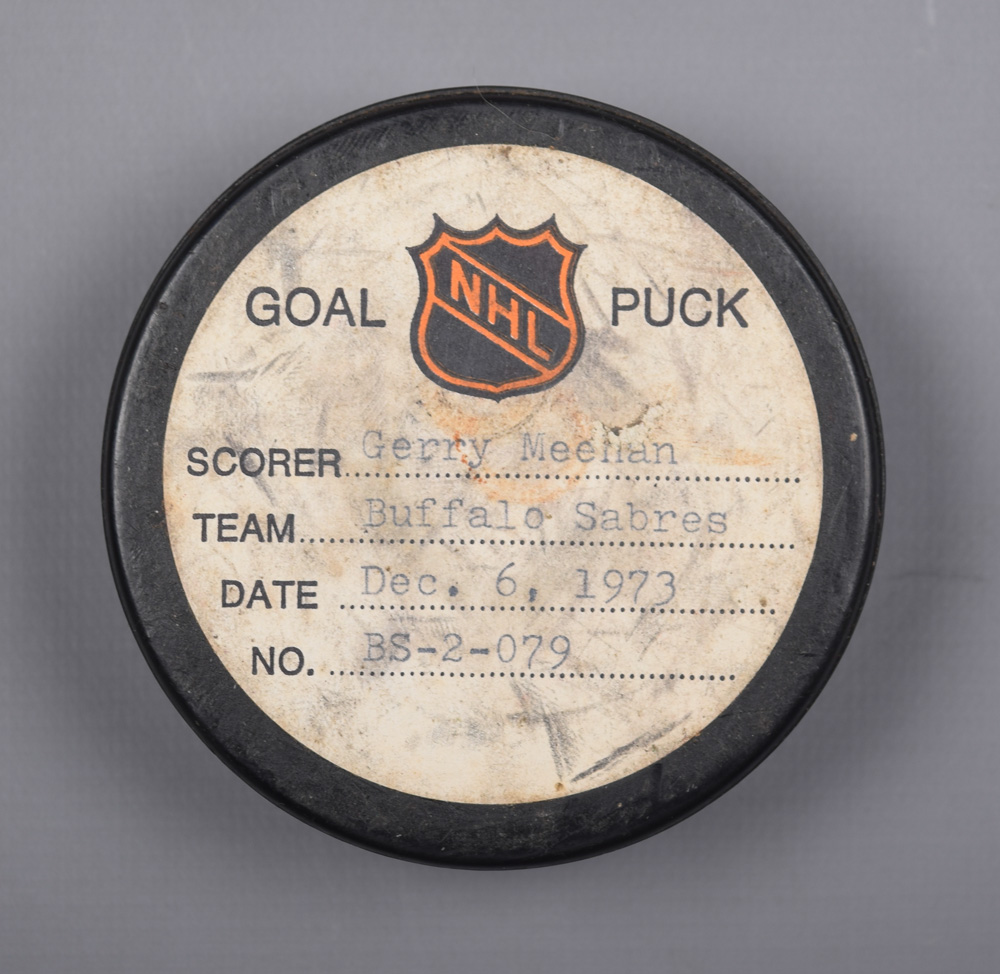 NHL
GOAL PUCK
SCORER Gerry Meehan
TEAM Buffalo Sabres
DATE Dec. 6, 1973
NO. BS-2-079